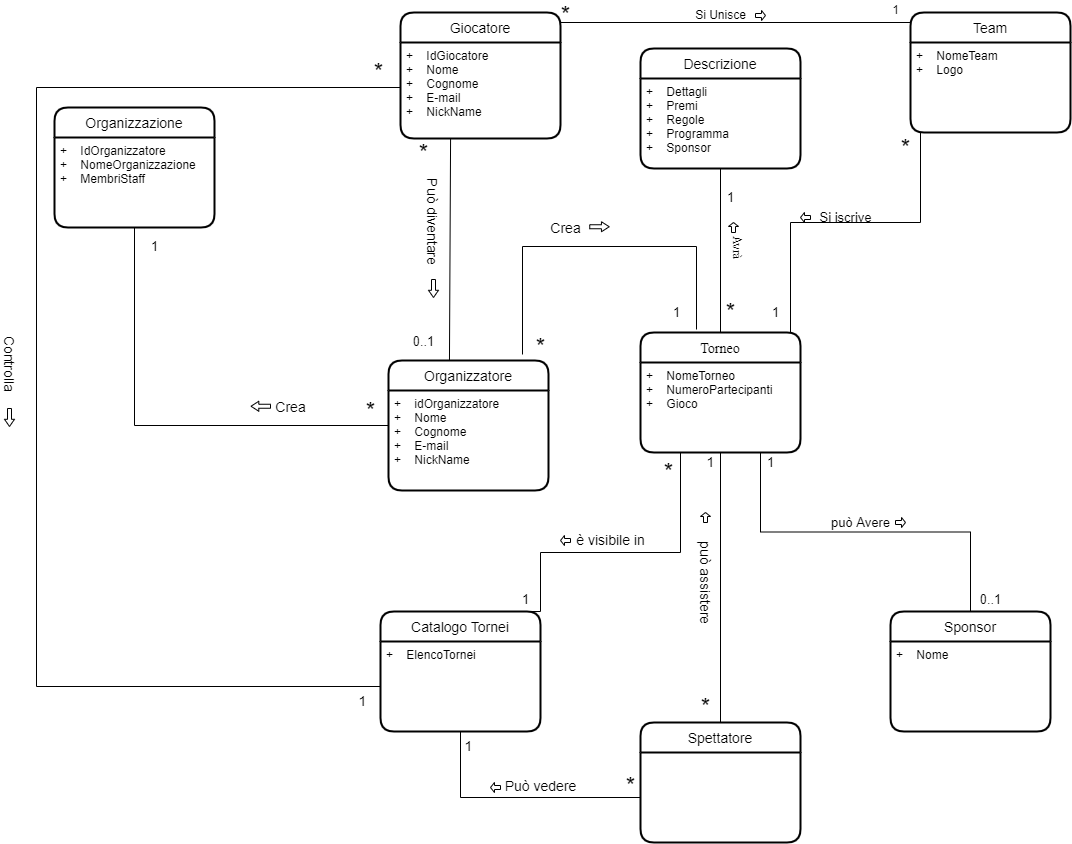 *
Si Unisce
1
Giocatore
+ IdGiocatore
+ Nome
+ Cognome
+ E-mail
+ NickName
Team
+ NomeTeam
+ Logo
Descrizione
+ Dettagli
+ Premi
+ Regole
+ Programma
+ Sponsor
*
Organizzazione
+ IdOrganizzatore
+ NomeOrganizzazione
+ MembriStaff
*
Può diventare
0..1
1
*
Si iscrive
1
1
Avrà
*
Crea
1
*
Controlla
Organizzatore
+ idOrganizzatore
+ Nome
+ Cognome
+ E-mail
+ NickName
Crea
*
Torneo
+ NomeTorneo
+ NumeroPartecipanti
+ Gioco
*
1
1
è visibile in
1
può assistere
*
può Avere
0..1
Catalogo Tornei
+ ElencoTornei
1
Sponsor
+ Nome
Spettatore
1
Può vedere
*